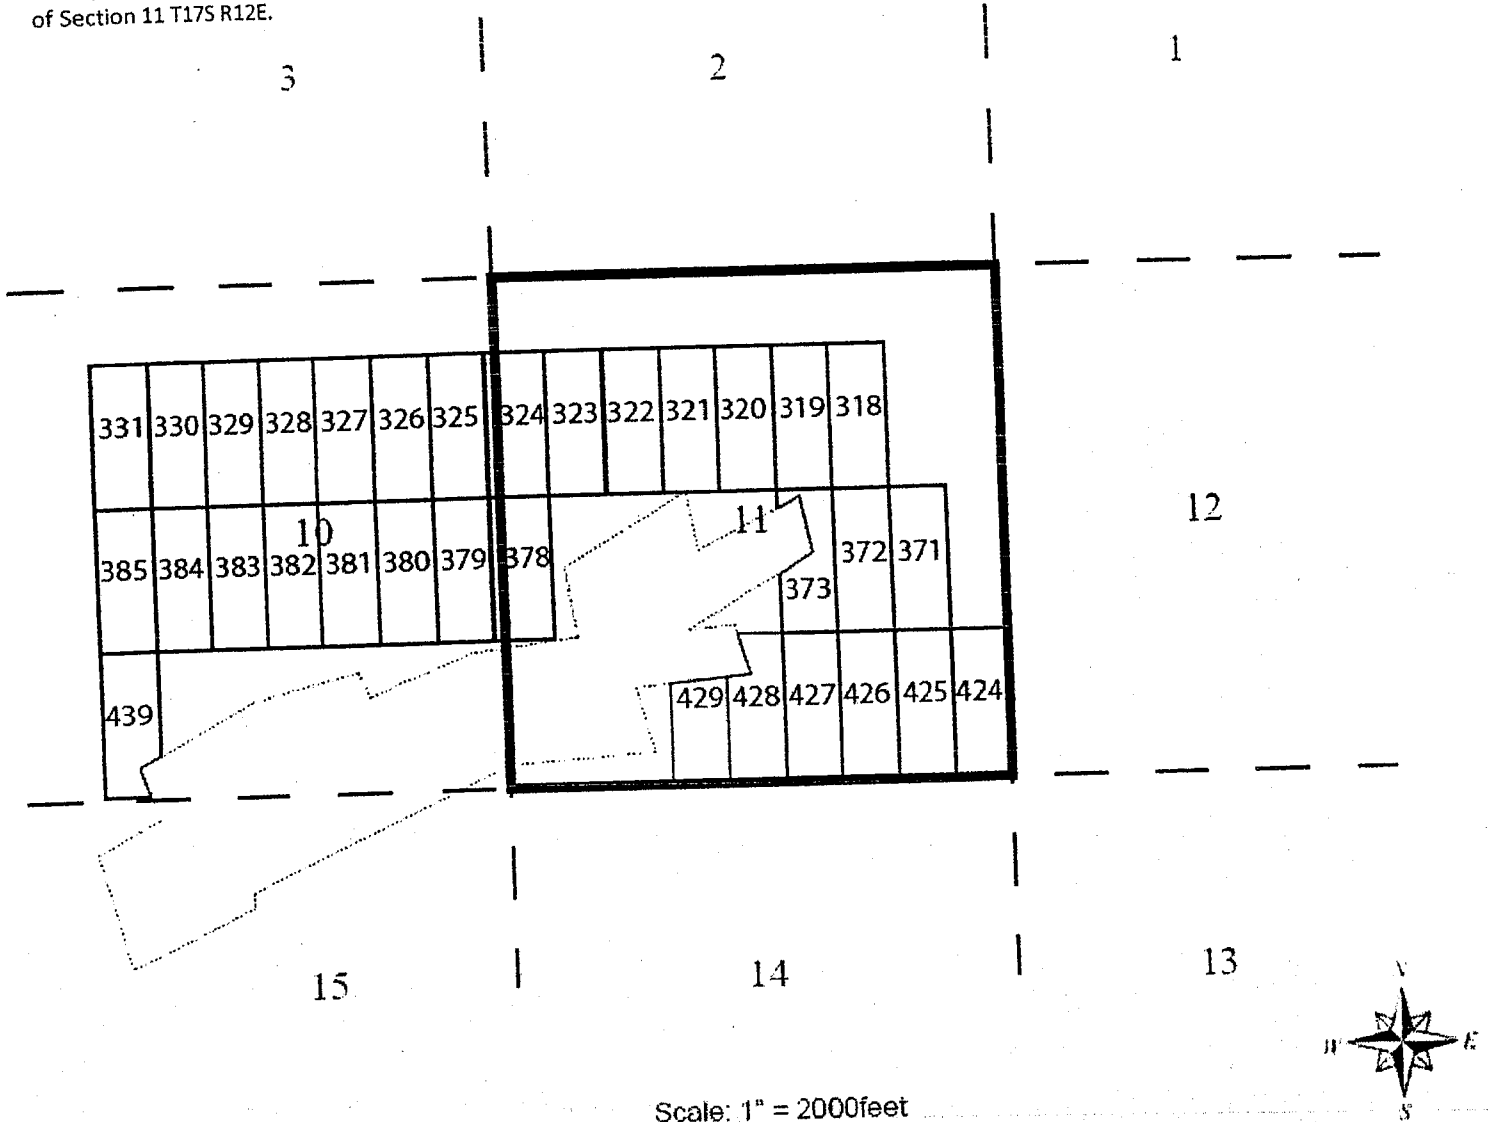 of Section 11 T17S R12E.
3 2 1
331 330 329 328 327 326 325 324 323 322 321 320 319 318
10 11 12
385 384 383 382 381 380 379 378 372 371
373
439 429 428 427 426 425 424
15 14 13
N
W E
S
Scale: 1" = 2000feet